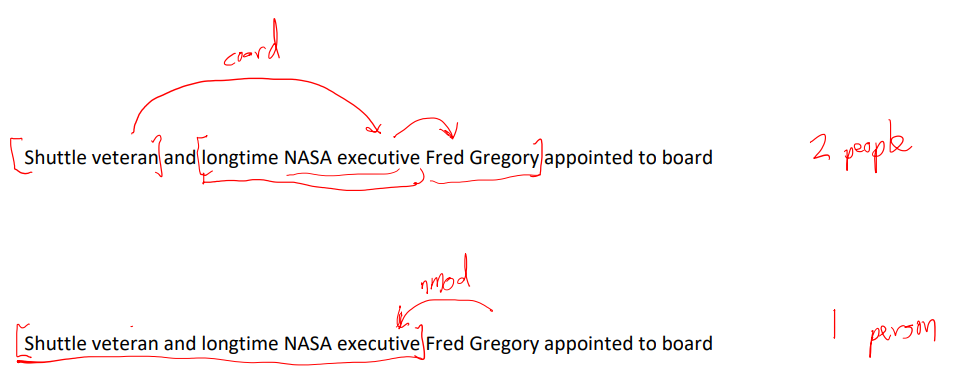 coord
Shuttle veteran and longtime NASA executive Fred Gregory appointed to board 2 people
nmod
Shuttle veteran and longtime NASA executive Fred Gregory appointed to board 1 person